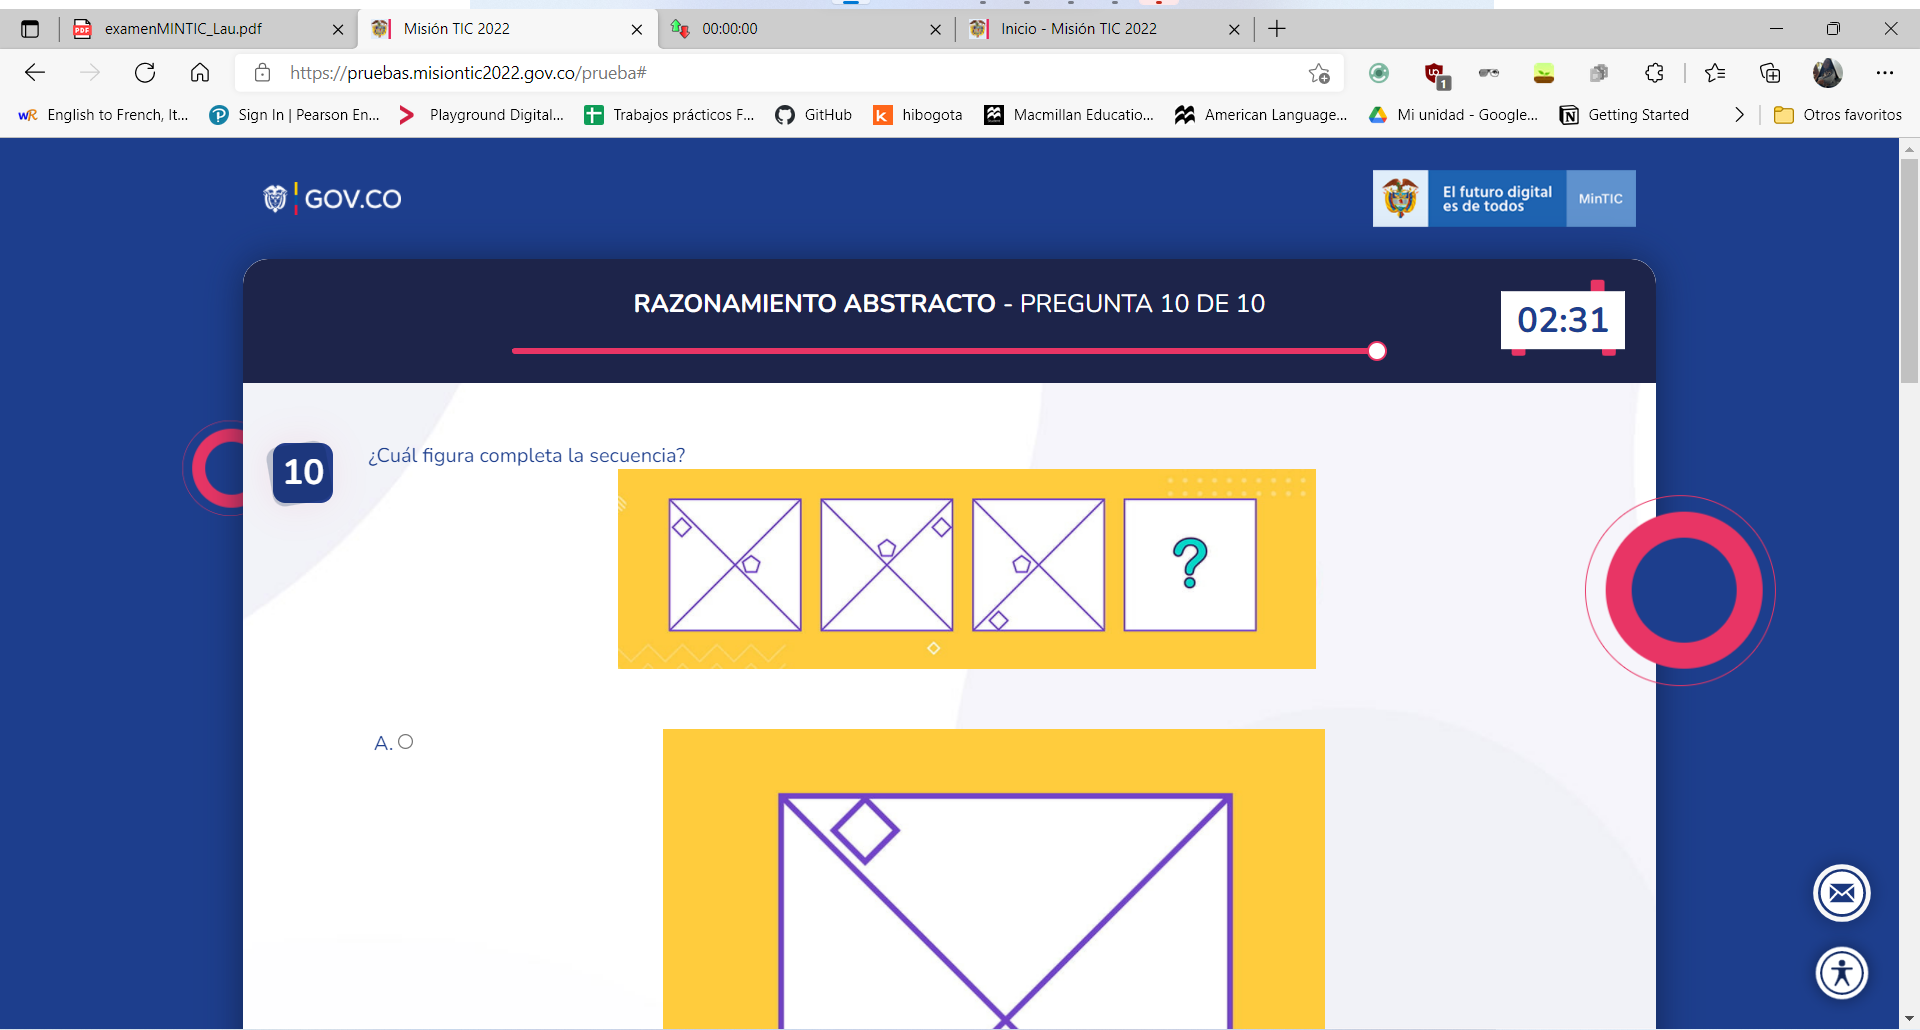 examenMINTIC_Lau.pdf
Misión TIC 2022
00:00:00
Inicio - Misión TIC 2022
https://pruebas.misiontic2022.gov.co/prueba#
1
English to French, It...
Sign In | Pearson En...
Playground Digital...
Trabajos prácticos F...
GitHub
hibogota
Macmillan Educatio...
American Language...
Mi unidad - Google...
Getting Started
Otros favoritos
GOV.CO
El futuro digital
es de todos
MinTIC
RAZONAMIENTO ABSTRACTO - PREGUNTA 10 DE 10
02:31
10
¿Cuál figura completa la secuencia?
?
A.